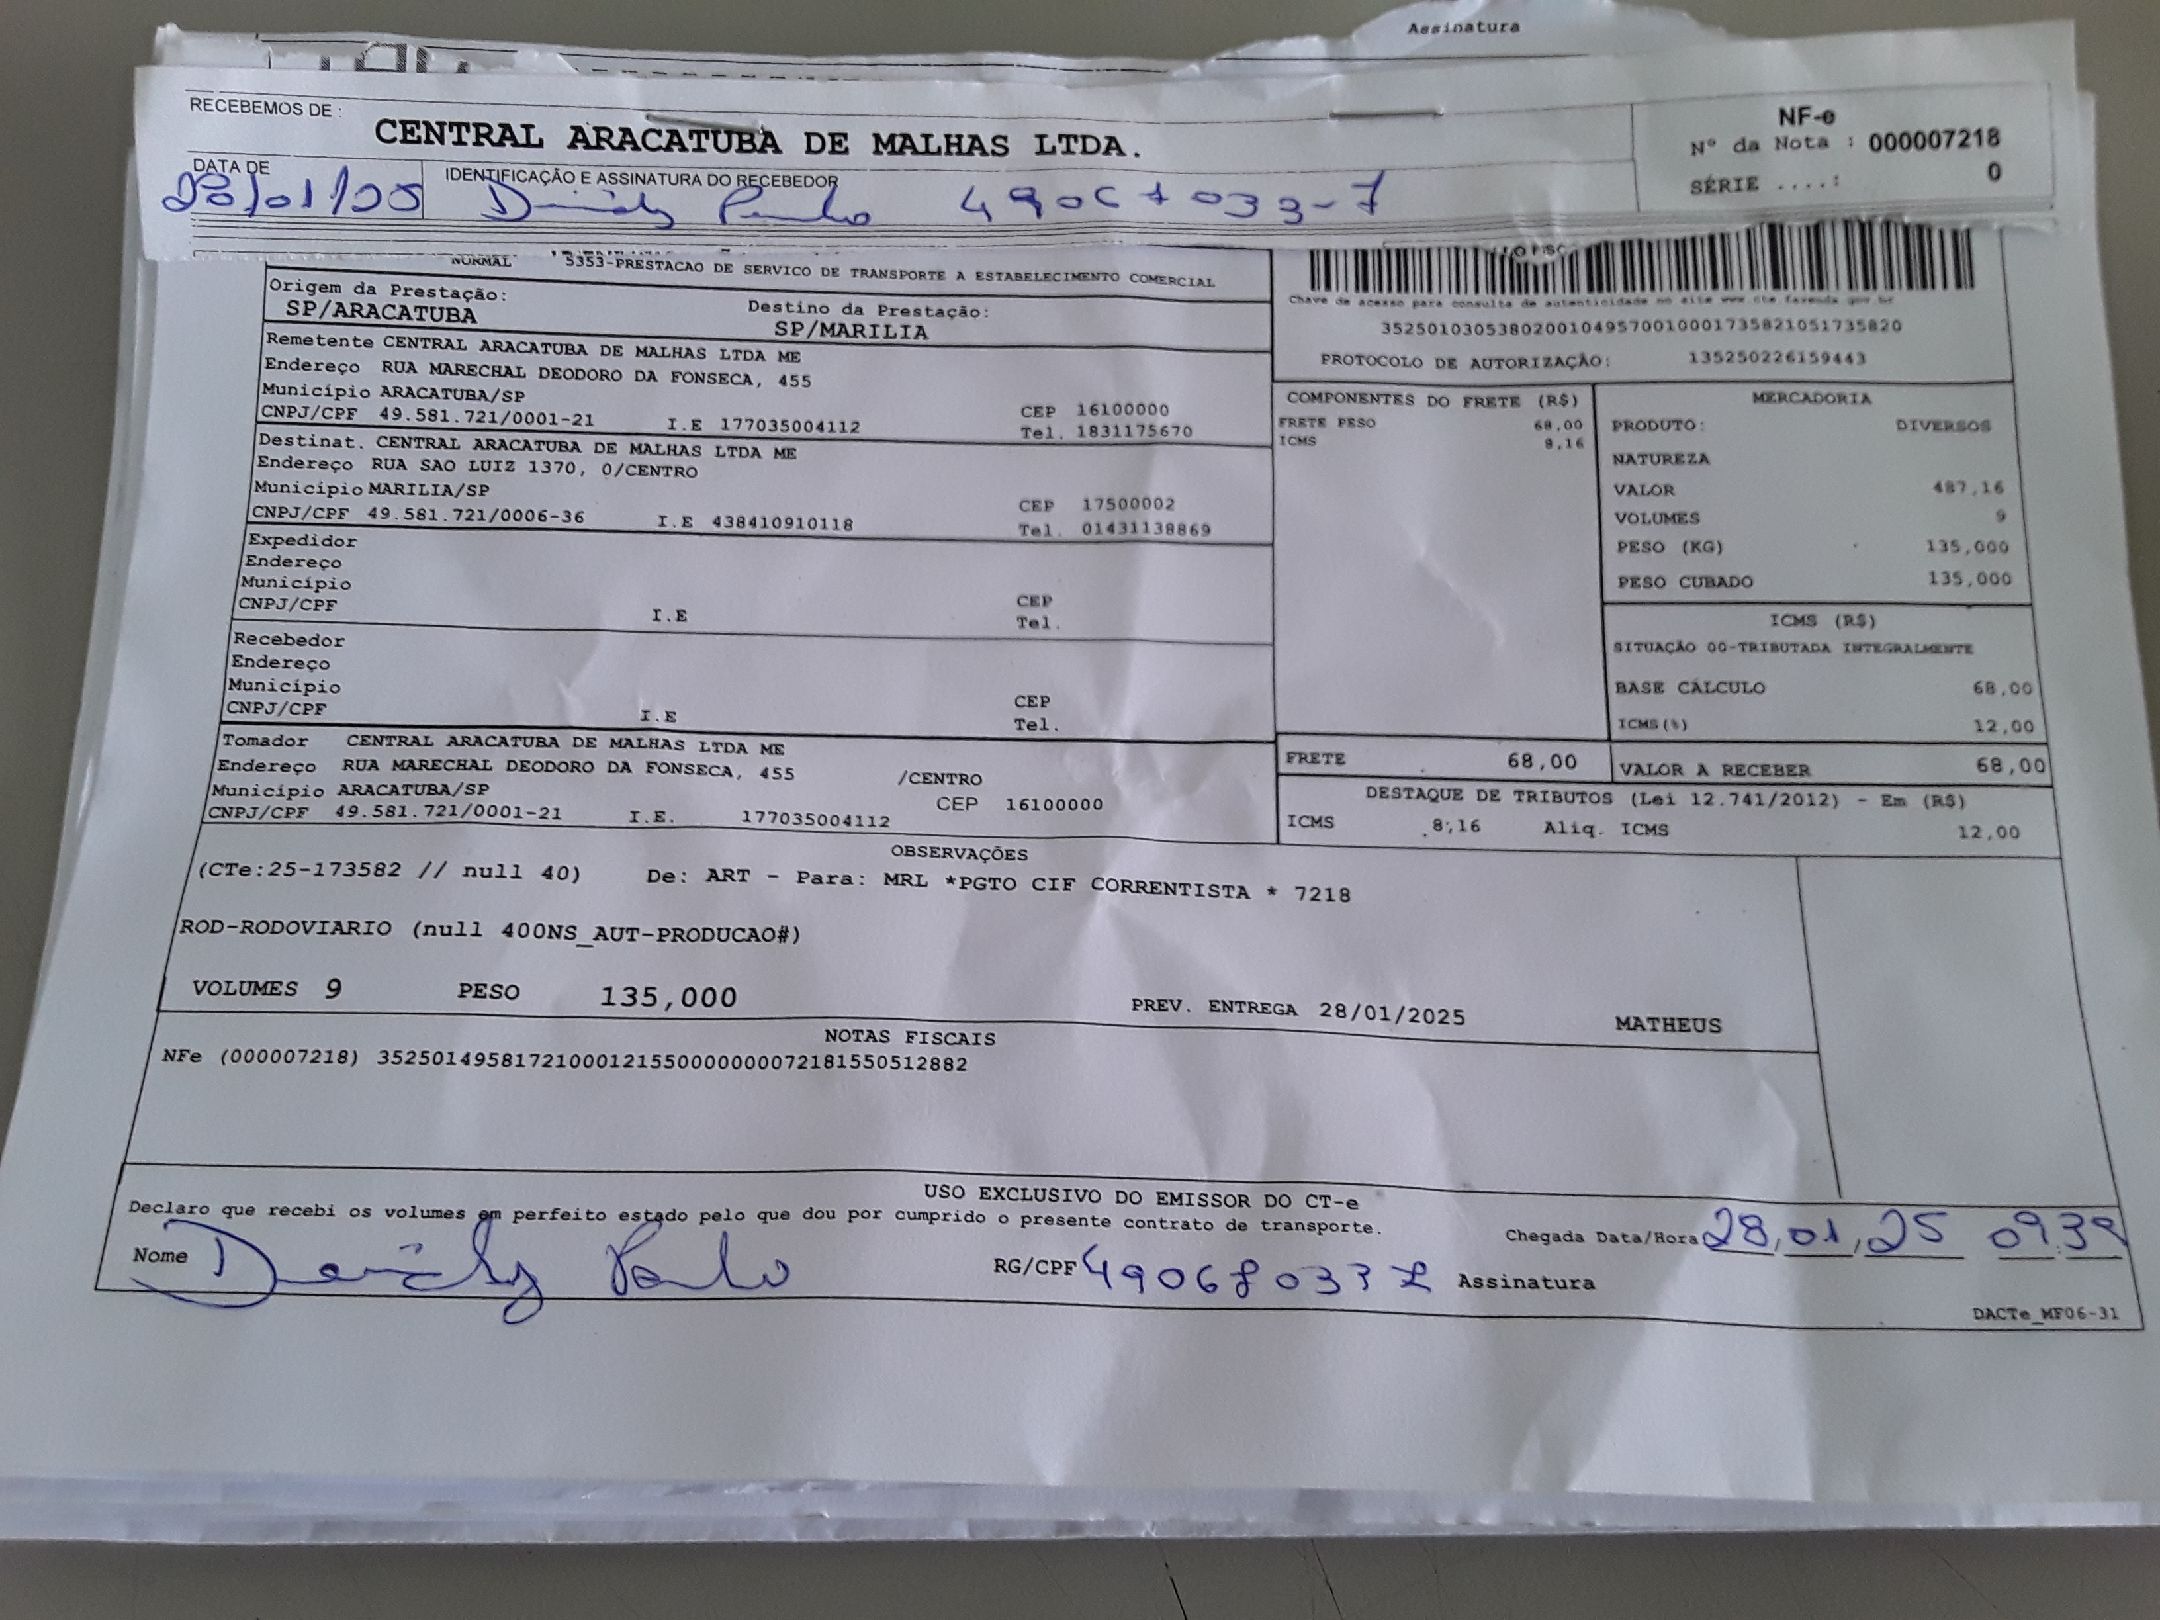 Assinatura
RECEBEMOS DE :
CENTRAL ARACATUBA DE MALHAS LTDA.
NF-e
Nº da Nota : 000007218
SÉRIE ....: 0
DATA DE
IDENTIFICAÇÃO E ASSINATURA DO RECEBEDOR
28/01/25
NORMAL 5353-PRESTACAO DE SERVICO DE TRANSPORTE A ESTABELECIMENTO COMERCIAL
Origem da Prestação:
SP/ARACATUBA
Destino da Prestação:
SP/MARILIA
Chave de acesso para consulta de autenticidade no site www.cte.fazenda.gov.br
35250103053802001049570010001735821051735820
PROTOCOLO DE AUTORIZAÇÃO: 135250226159443
Remetente CENTRAL ARACATUBA DE MALHAS LTDA ME
Endereço RUA MARECHAL DEODORO DA FONSECA, 455
Município ARACATUBA/SP
CEP 16100000
CNPJ/CPF 49.581.721/0001-21 I.E 177035004112 Tel. 1831175670
Destinat. CENTRAL ARACATUBA DE MALHAS LTDA ME
Endereço RUA SAO LUIZ 1370, 0/CENTRO
Município MARILIA/SP
CEP 17500002
CNPJ/CPF 49.581.721/0006-36 I.E 438410910118 Tel. 01431138869
Expedidor
Endereço
Município
CEP
CNPJ/CPF I.E Tel.
Recebedor
Endereço
Município
CEP
CNPJ/CPF I.E Tel.
Tomador CENTRAL ARACATUBA DE MALHAS LTDA ME
Endereço RUA MARECHAL DEODORO DA FONSECA, 455 /CENTRO
Município ARACATUBA/SP CEP 16100000
CNPJ/CPF 49.581.721/0001-21 I.E. 177035004112
COMPONENTES DO FRETE (R$)
FRETE PESO 68,00
ICMS 8,16
MERCADORIA
PRODUTO: DIVERSOS
NATUREZA
VALOR 487,16
VOLUMES 9
PESO (KG) 135,000
PESO CUBADO 135,000
ICMS (R$)
SITUAÇÃO 00-TRIBUTADA INTEGRALMENTE
BASE CÁLCULO 68,00
ICMS(%) 12,00
FRETE 68,00
VALOR A RECEBER 68,00
DESTAQUE DE TRIBUTOS (Lei 12.741/2012) - Em (R$)
ICMS 8,16 Aliq. ICMS 12,00
OBSERVAÇÕES
(CTe:25-173582 // null 40) De: ART - Para: MRL *PGTO CIF CORRENTISTA * 7218
ROD-RODOVIARIO (null 400NS_AUT-PRODUCAO#)
VOLUMES 9 PESO 135,000 PREV. ENTREGA 28/01/2025 MATHEUS
NOTAS FISCAIS
NFe (000007218) 35250149581721000121550000000072181550512882
USO EXCLUSIVO DO EMISSOR DO CT-e
Declaro que recebi os volumes em perfeito estado pelo que dou por cumprido o presente contrato de transporte.
Chegada Data/Hora 28,01,25 09:39
Nome
RG/CPF
Assinatura
DACTe_MF06-31